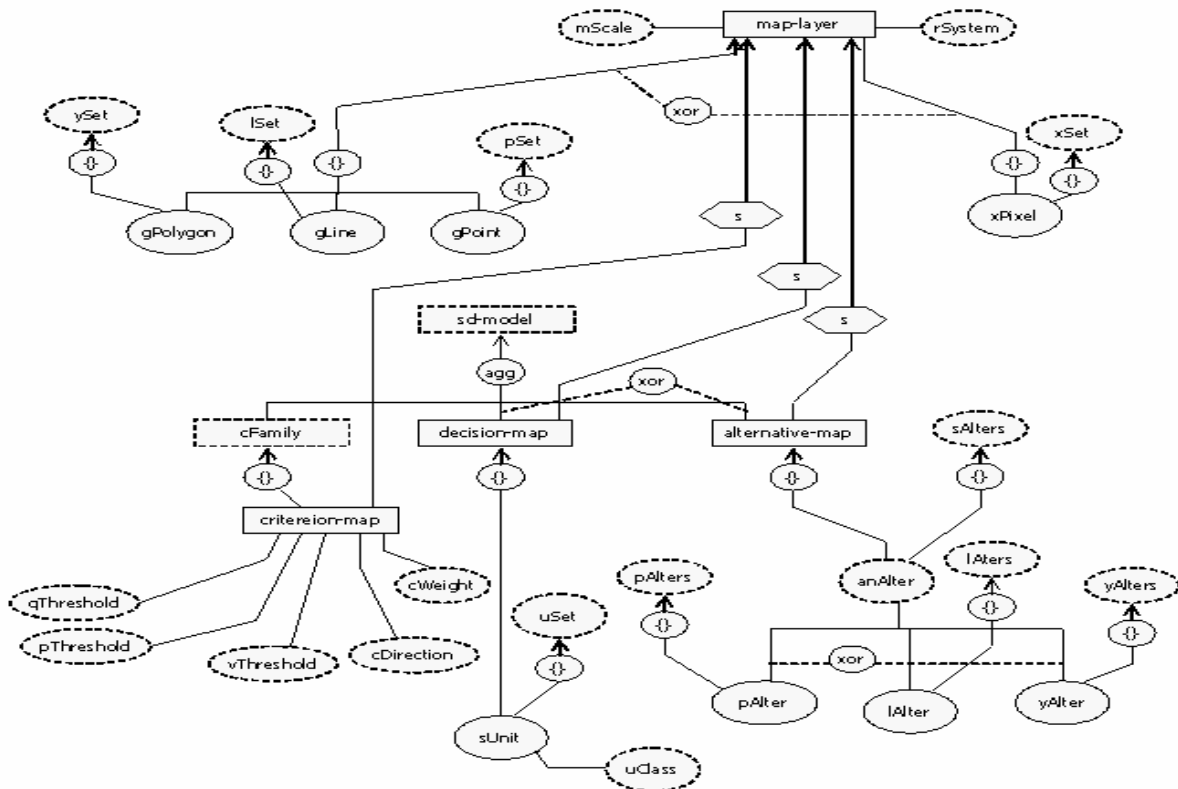 mScale
map-layer
rSystem
ySet
lSet
xor
pSet
xSet
{}
{}
{}
{}
{}
{}
gPolygon
gLine
gPoint
xPixel
s
s
s
sd-model
agg
xor
cFamily
decision-map
alternative-map
sAlters
{}
{}
{}
{}
critereion-map
qThreshold
pThreshold
vThreshold
cDirection
cWeight
uSet
{}
pAlters
anAlter
lAters
yAlters
{}
{}
{}
xor
pAlter
lAlter
yAlter
sUnit
uClass